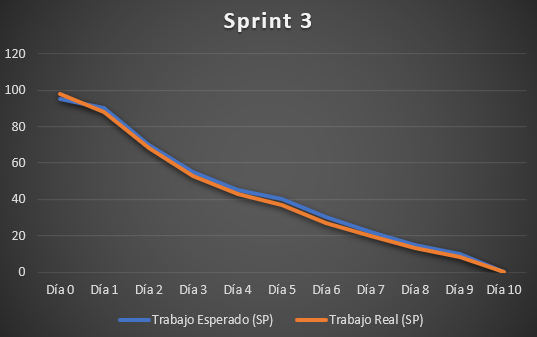 Sprint 3
120
100
80
60
40
20
0
Día 0 Día 1 Día 2 Día 3 Día 4 Día 5 Día 6 Día 7 Día 8 Día 9 Día 10
Trabajo Esperado (SP) Trabajo Real (SP)